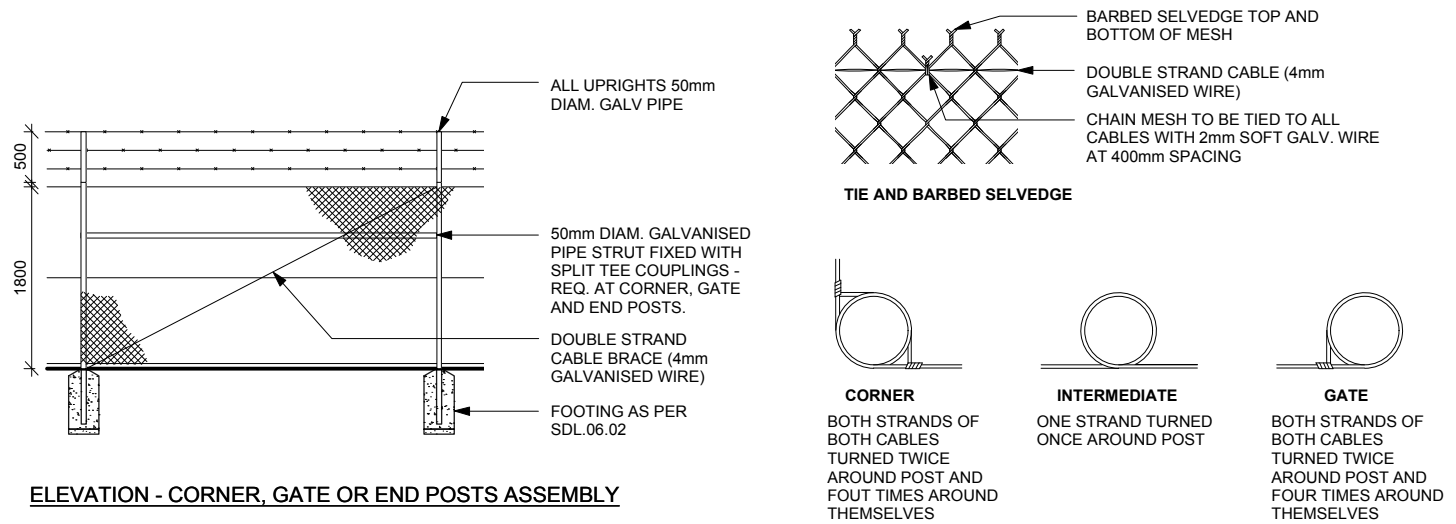 500
1800
ALL UPRIGHTS 50mm
DIAM. GALV PIPE
50mm DIAM. GALVANISED
PIPE STRUT FIXED WITH
SPLIT TEE COUPLINGS -
REQ. AT CORNER, GATE
AND END POSTS.
DOUBLE STRAND
CABLE BRACE (4mm
GALVANISED WIRE)
FOOTING AS PER
SDL.06.02
ELEVATION - CORNER, GATE OR END POSTS ASSEMBLY
BARBED SELVEDGE TOP AND
BOTTOM OF MESH
DOUBLE STRAND CABLE (4mm
GALVANISED WIRE)
CHAIN MESH TO BE TIED TO ALL
CABLES WITH 2mm SOFT GALV. WIRE
AT 400mm SPACING
TIE AND BARBED SELVEDGE
CORNER
BOTH STRANDS OF
BOTH CABLES
TURNED TWICE
AROUND POST AND
FOUT TIMES AROUND
THEMSELVES
INTERMEDIATE
ONE STRAND TURNED
ONCE AROUND POST
GATE
BOTH STRANDS OF
BOTH CABLES
TURNED TWICE
AROUND POST AND
FOUR TIMES AROUND
THEMSELVES